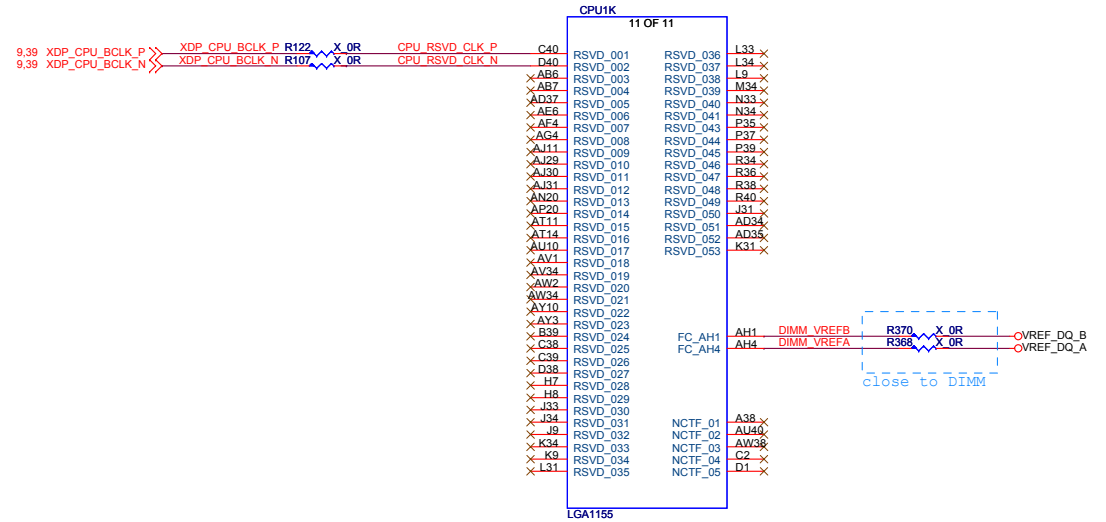 CPU1K
11 OF 11
9,39 XDP_CPU_BCLK_P XDP_CPU_BCLK_P R122 X_0R CPU_RSVD_CLK_P C40 RSVD_001 RSVD_036 L33
9,39 XDP_CPU_BCLK_N XDP_CPU_BCLK_N R107 X_0R CPU_RSVD_CLK_N D40 RSVD_002 RSVD_037 L34
AB6 RSVD_003 RSVD_038 L9
AB7 RSVD_004 RSVD_039 M34
AD37 RSVD_005 RSVD_040 N33
AE6 RSVD_006 RSVD_041 N34
AF4 RSVD_007 RSVD_043 P35
AG4 RSVD_008 RSVD_044 P37
AJ11 RSVD_009 RSVD_045 P39
AJ29 RSVD_010 RSVD_046 R34
AJ30 RSVD_011 RSVD_047 R36
AJ31 RSVD_012 RSVD_048 R38
AN20 RSVD_013 RSVD_049 R40
AP20 RSVD_014 RSVD_050 J31
AT11 RSVD_015 RSVD_051 AD34
AT14 RSVD_016 RSVD_052 AD35
AU10 RSVD_017 RSVD_053 K31
AV1 RSVD_018
AV34 RSVD_019
AW2 RSVD_020
AW34 RSVD_021
AY10 RSVD_022
AY3 RSVD_023
B39 RSVD_024 FC_AH1 AH1 DIMM_VREFB R370 X_0R VREF_DQ_B
C38 RSVD_025 FC_AH4 AH4 DIMM_VREFA R368 X_0R VREF_DQ_A
C39 RSVD_026
D38 RSVD_027
close to DIMM
H7 RSVD_028
H8 RSVD_029
J33 RSVD_030
J34 RSVD_031 NCTF_01 A38
J9 RSVD_032 NCTF_02 AU40
K34 RSVD_033 NCTF_03 AW38
K9 RSVD_034 NCTF_04 C2
L31 RSVD_035 NCTF_05 D1
LGA1155